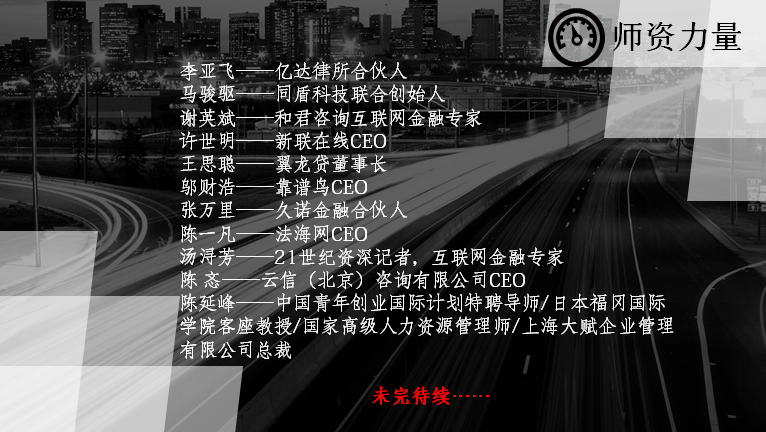 师资力量
李亚飞——亿达律所合伙人
马骏驱——同盾科技联合创始人
谢英斌——和君咨询互联网金融专家
许世明——新联在线CEO
王思聪——翼龙贷董事长
邬财浩——靠谱鸟CEO
张万里——久诺金融合伙人
陈一凡——法海网CEO
汤浔芳——21世纪资深记者，互联网金融专家
陈 忞——云信（北京）咨询有限公司CEO
陈延峰——中国青年创业国际计划特聘导师/日本福冈国际
学院客座教授/国家高级人力资源管理师/上海大赋企业管理
有限公司总裁
未完待续……